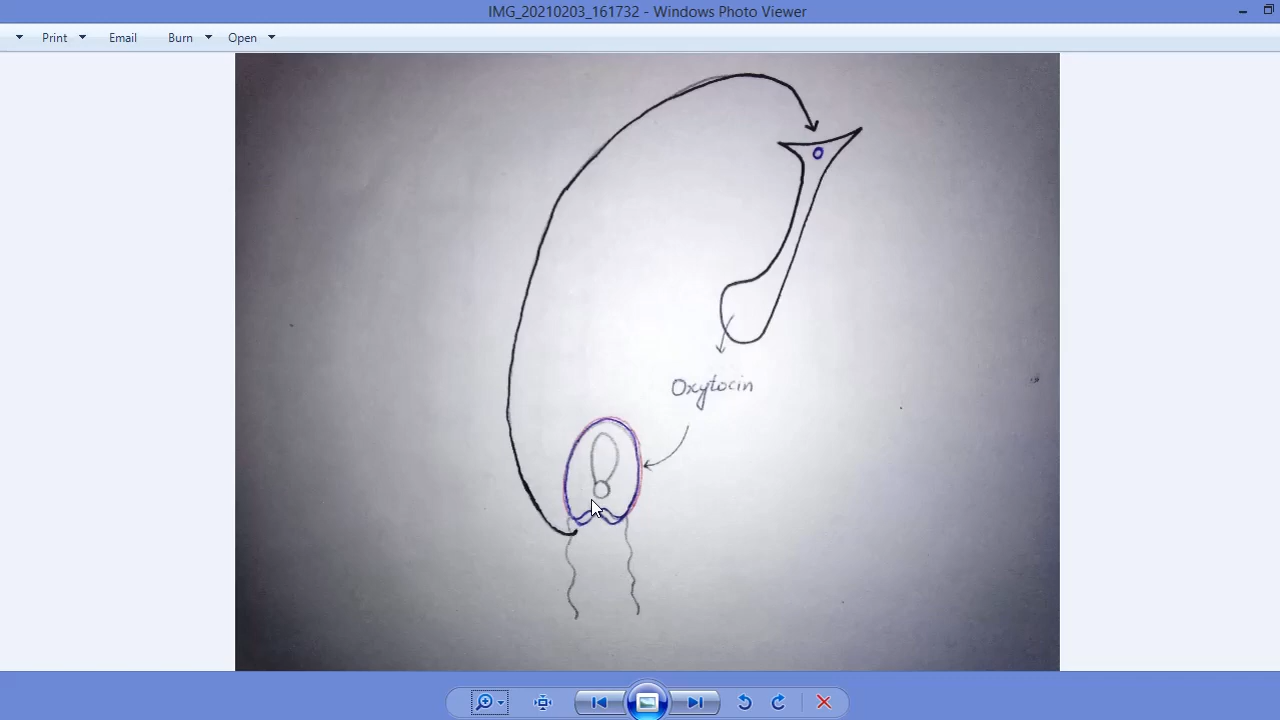 IMG_20210203_161732 - Windows Photo Viewer
Print Email Burn Open
Oxytocin